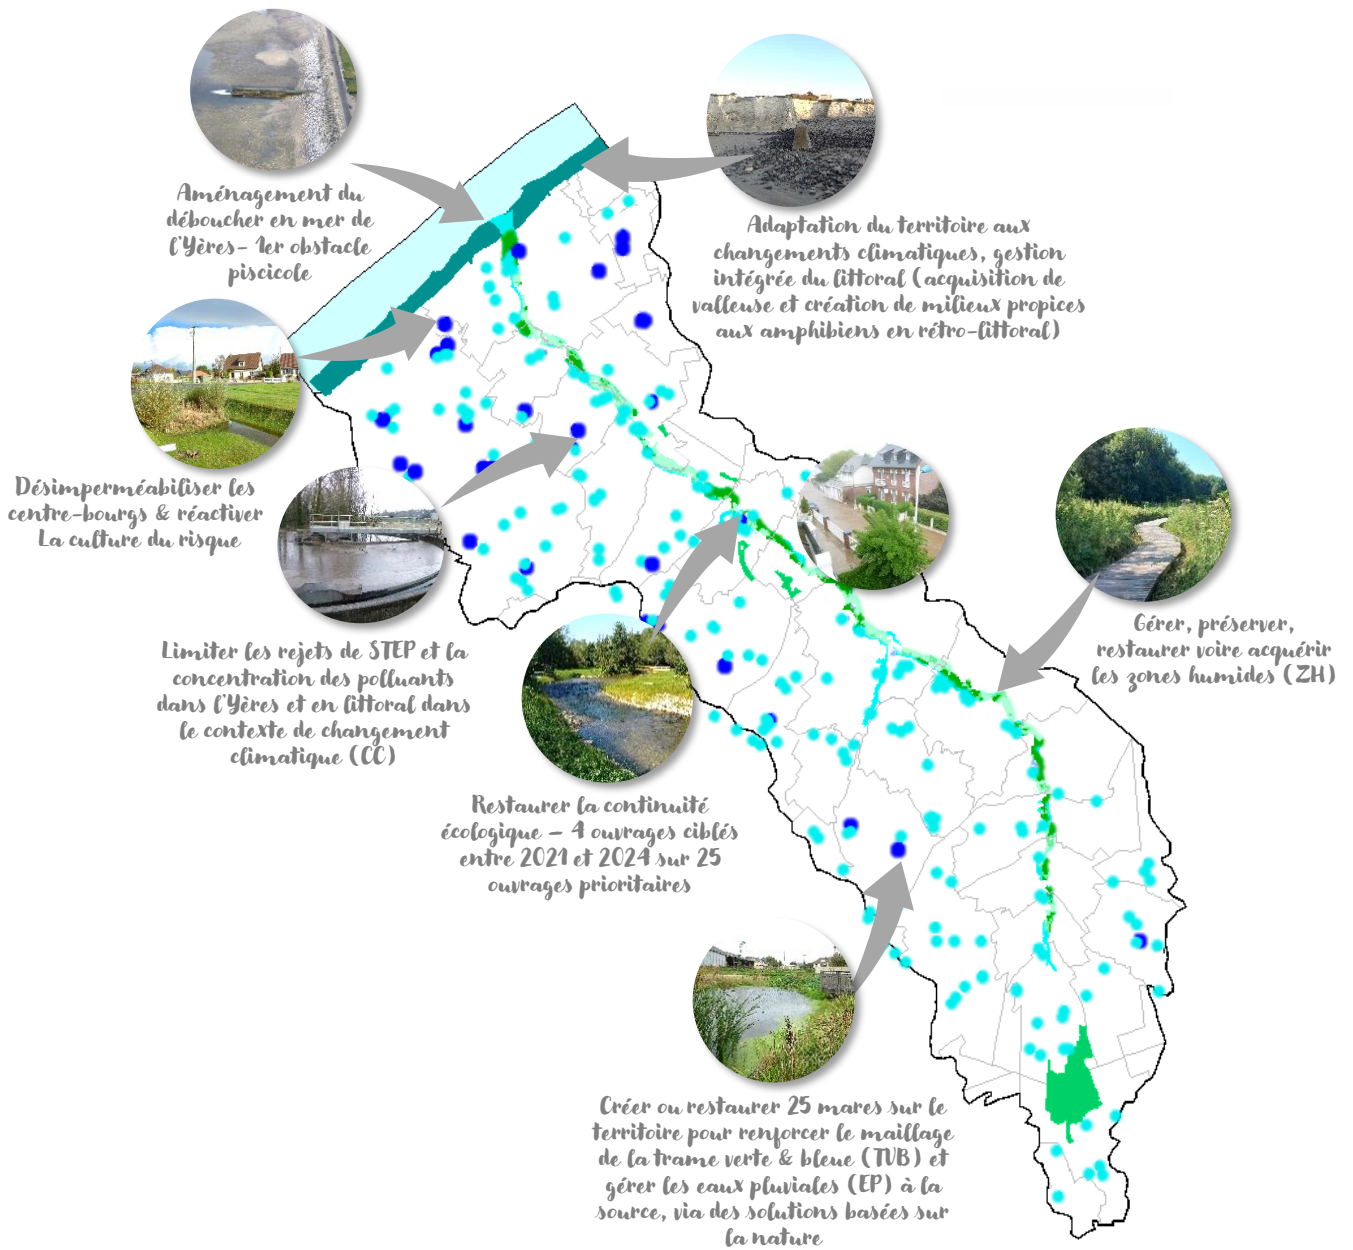 Aménagement du
déboucher en mer de
l'Yères- 1er obstacle
piscicole
Adaptation du territoire aux
changements climatiques, gestion
intégrée du littoral (acquisition de
valleuse et création de milieux propices
aux amphibiens en rétro-littoral)
Désimperméabiliser les
centre-bourgs & réactiver
La culture du risque
Limiter les rejets de STEP et la
concentration des polluants
dans l'Yères et en littoral dans
le contexte de changement
climatique (CC)
Gérer, préserver,
restaurer voire acquérir
les zones humides (ZH)
Restaurer la continuité
écologique – 4 ouvrages ciblés
entre 2021 et 2024 sur 25
ouvrages prioritaires
Créer ou restaurer 25 mares sur le
territoire pour renforcer le maillage
de la trame verte & bleue (TVB) et
gérer les eaux pluviales (EP) à la
source, via des solutions basées sur
la nature